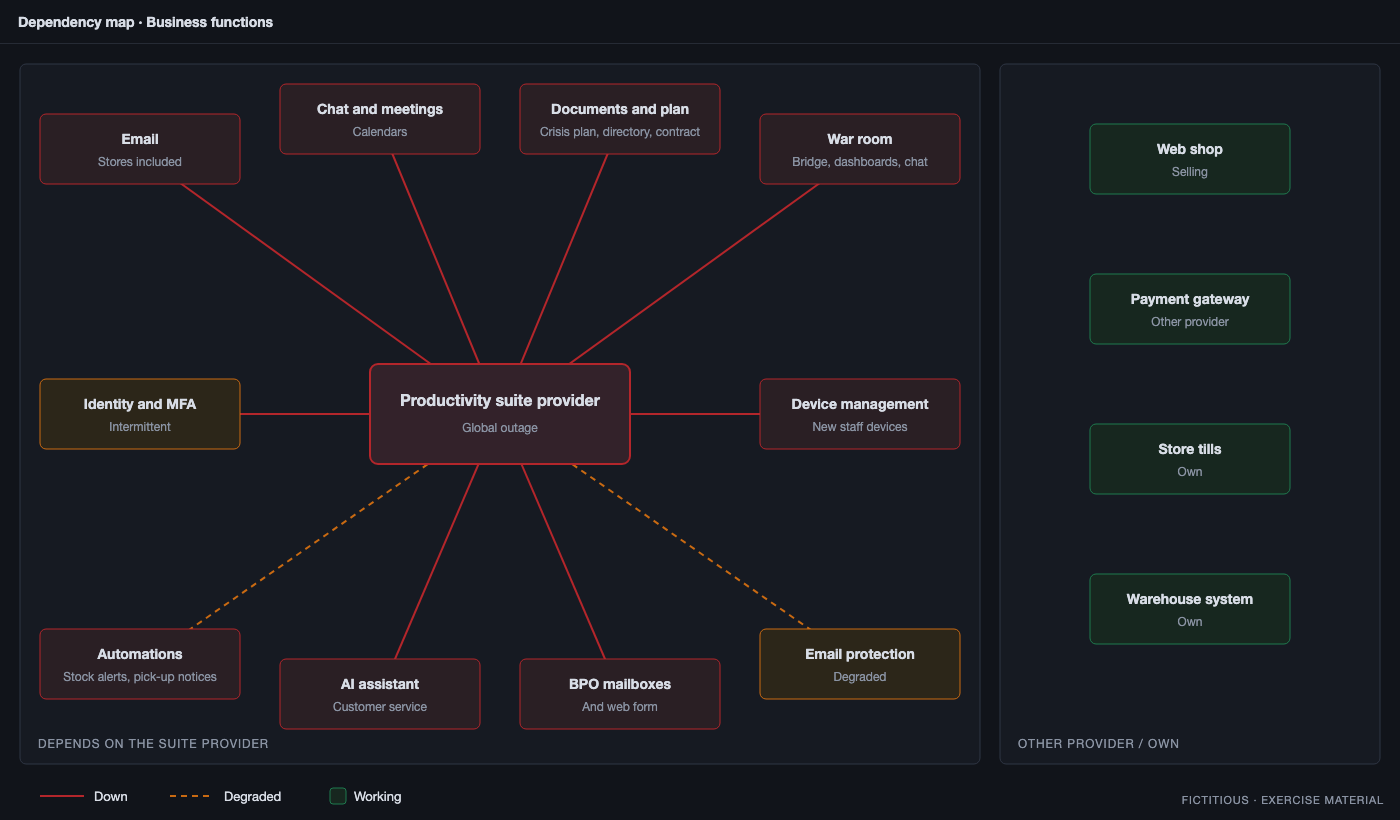 Dependency map · Business functions
Email
Stores included
Chat and meetings
Calendars
Documents and plan
Crisis plan, directory, contract
War room
Bridge, dashboards, chat
Identity and MFA
Intermittent
Productivity suite provider
Global outage
Device management
New staff devices
Automations
Stock alerts, pick-up notices
AI assistant
Customer service
BPO mailboxes
And web form
Email protection
Degraded
DEPENDS ON THE SUITE PROVIDER
Web shop
Selling
Payment gateway
Other provider
Store tills
Own
Warehouse system
Own
OTHER PROVIDER / OWN
Down
Degraded
Working
FICTITIOUS · EXERCISE MATERIAL